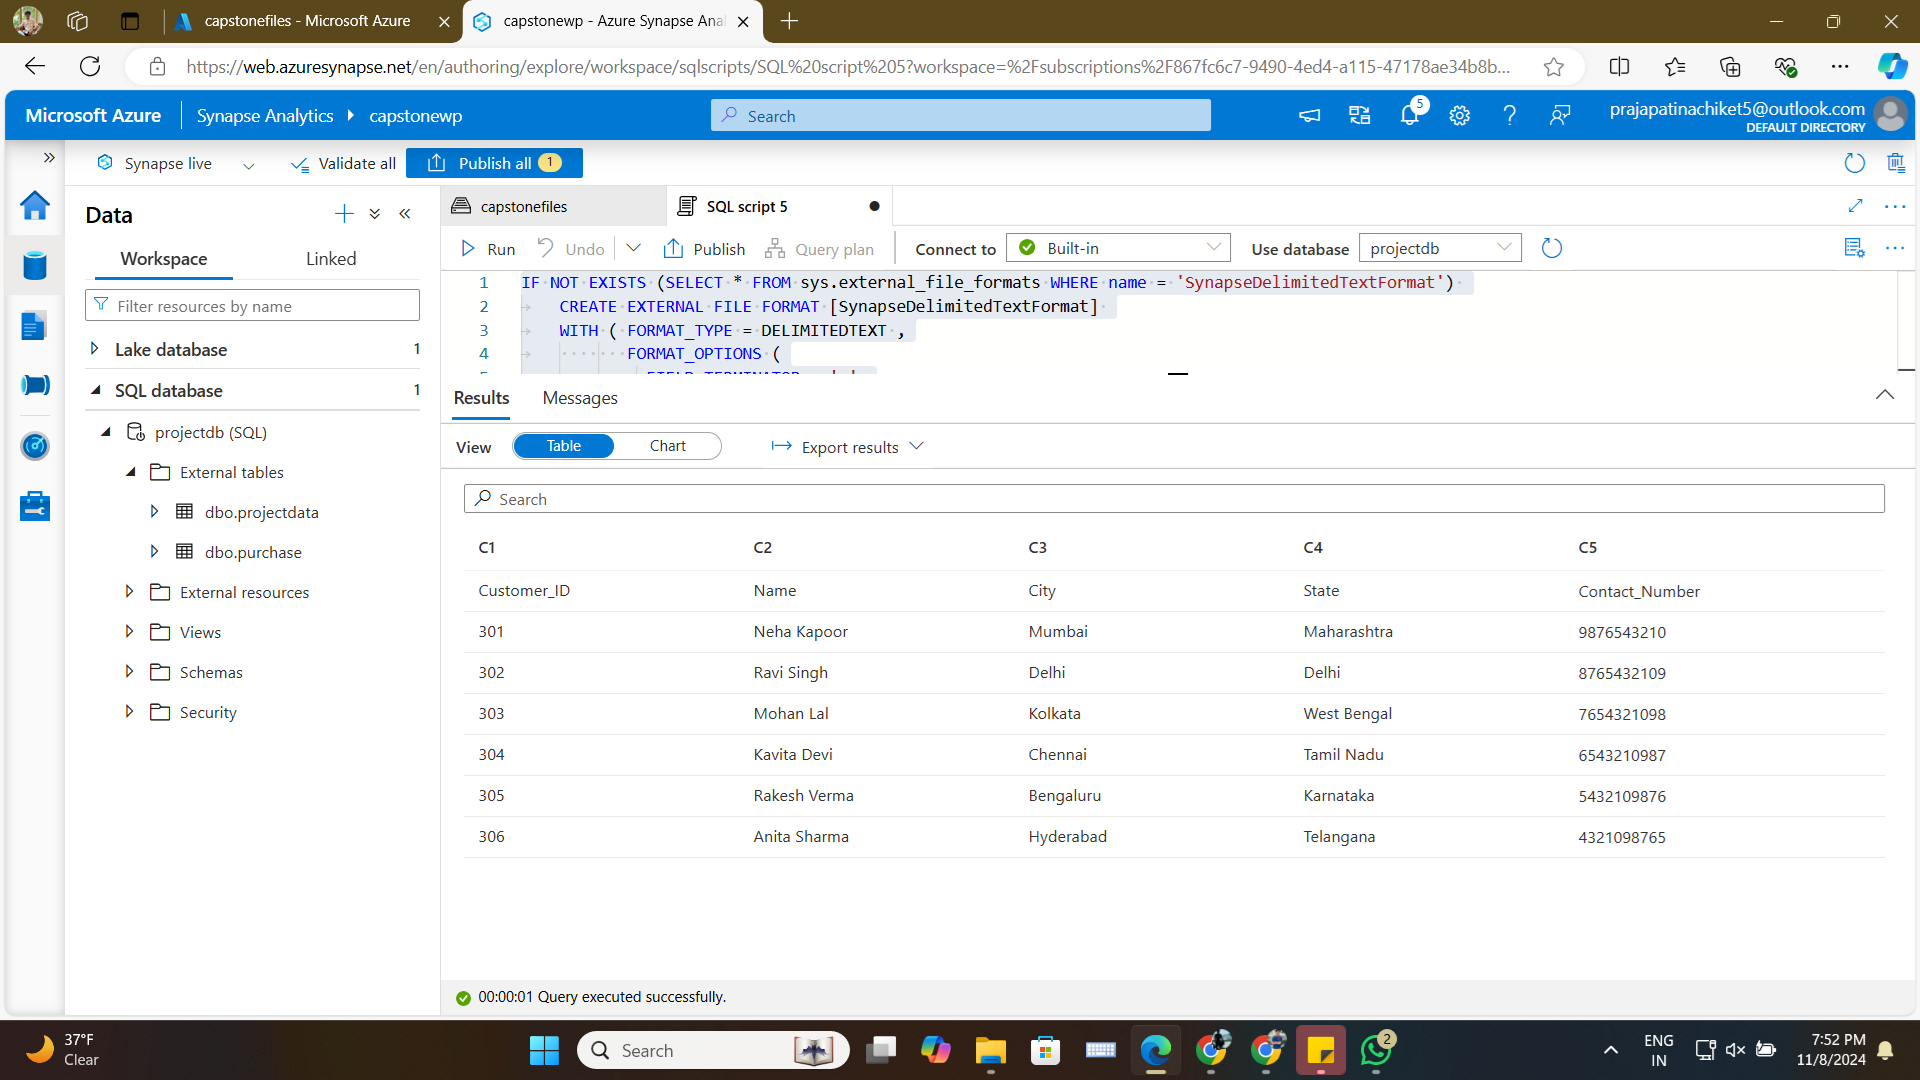 capstonefiles - Microsoft Azure
capstonewp - Azure Synapse Anal
https://web.azuresynapse.net/en/authoring/explore/workspace/sqlscripts/SQL%20script%205?workspace=%2Fsubscriptions%2F867fc6c7-9490-4ed4-a115-47178ae34b8b...
Microsoft Azure
Synapse Analytics
capstonewp
Search
5
prajapatinachiket5@outlook.com
DEFAULT DIRECTORY
Synapse live
Validate all
Publish all
1
Data
Workspace
Linked
Filter resources by name
Lake database 1
SQL database 1
projectdb (SQL)
External tables
dbo.projectdata
dbo.purchase
External resources
Views
Schemas
Security
capstonefiles
SQL script 5
Run
Undo
Publish
Query plan
Connect to
Built-in
Use database
projectdb
1 IF NOT EXISTS (SELECT * FROM sys.external_file_formats WHERE name = 'SynapseDelimitedTextFormat')
2 CREATE EXTERNAL FILE FORMAT [SynapseDelimitedTextFormat]
3 WITH ( FORMAT_TYPE = DELIMITEDTEXT ,
4 FORMAT_OPTIONS (
Results
Messages
View
Table
Chart
Export results
Search
C1 C2 C3 C4 C5
Customer_ID Name City State Contact_Number
301 Neha Kapoor Mumbai Maharashtra 9876543210
302 Ravi Singh Delhi Delhi 8765432109
303 Mohan Lal Kolkata West Bengal 7654321098
304 Kavita Devi Chennai Tamil Nadu 6543210987
305 Rakesh Verma Bengaluru Karnataka 5432109876
306 Anita Sharma Hyderabad Telangana 4321098765
00:00:01 Query executed successfully.
37°F
Clear
Search
2
ENG
IN
7:52 PM
11/8/2024